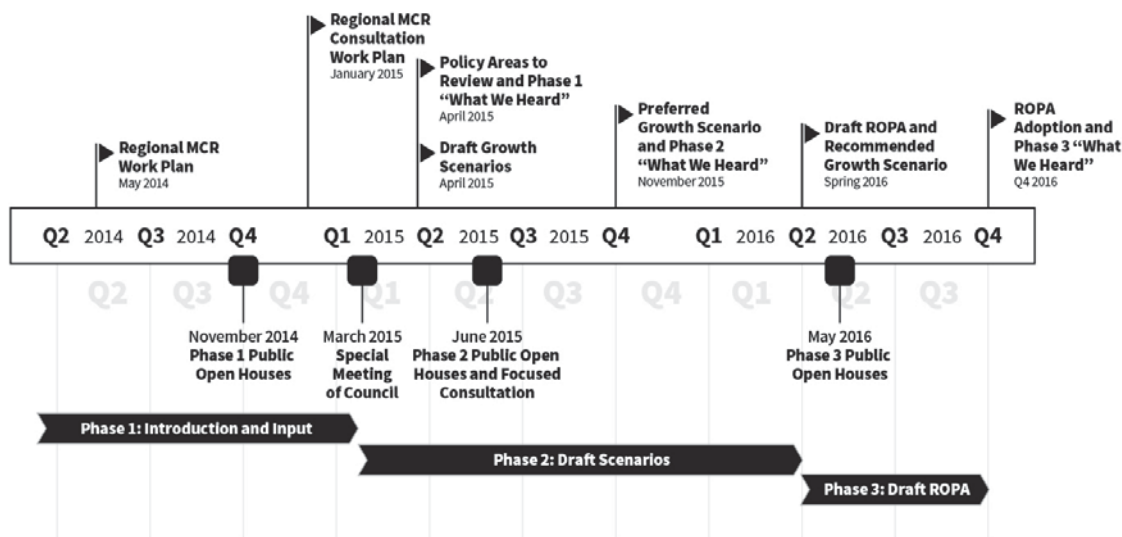 Regional MCR
Consultation
Work Plan
January 2015
Policy Areas to
Review and Phase 1
“What We Heard”
April 2015
Preferred
Growth Scenario
and Phase 2
“What We Heard”
November 2015
ROPA
Adoption and
Phase 3 “What
We Heard”
Q4 2016
Draft ROPA and
Recommended
Growth Scenario
Spring 2016
Regional MCR
Work Plan
May 2014
Draft Growth
Scenarios
April 2015
Q2 2014 Q3 2014 Q4 Q1 2015 Q2 2015 Q3 2015 Q4 Q1 2016 Q2 2016 Q3 2016 Q4
Q2 Q3 Q4 Q1 Q3 Q4 Q1 Q2 Q3
November 2014
Phase 1 Public
Open Houses
March 2015
Special
Meeting
of Council
June 2015
Phase 2 Public Open
Houses and Focused
Consultation
May 2016
Phase 3 Public
Open Houses
Phase 1: Introduction and Input
Phase 2: Draft Scenarios
Phase 3: Draft ROPA